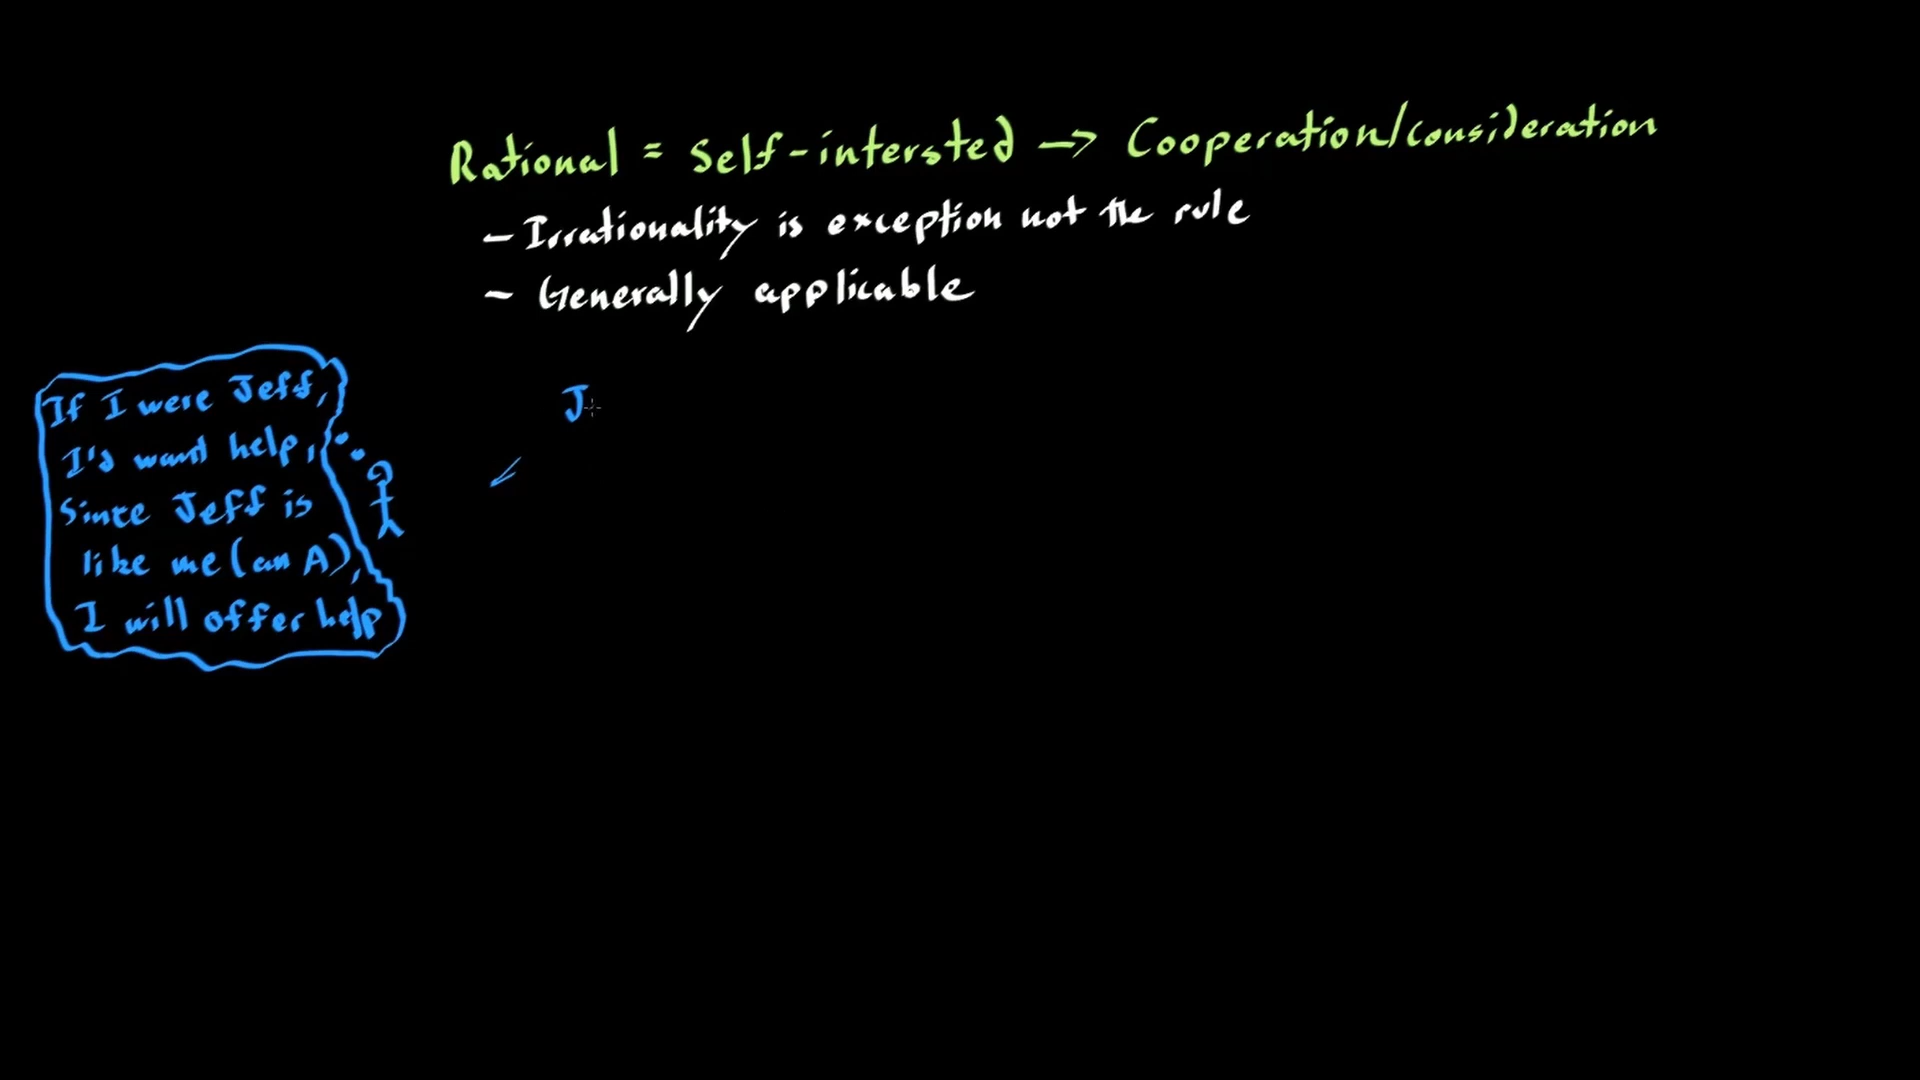 Rational = Self-intersted → Cooperation/consideration
- Irrationality is exception not the rule
- Generally applicable
If I were Jeff,
I'd want help,
Since Jeff is
like me (an A),
I will offer help
J